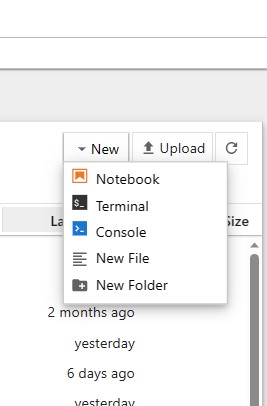 New Upload
Notebook
La
Size
$_ Terminal
Console
New File
New Folder
2 months ago
yesterday
6 days ago
yesterday